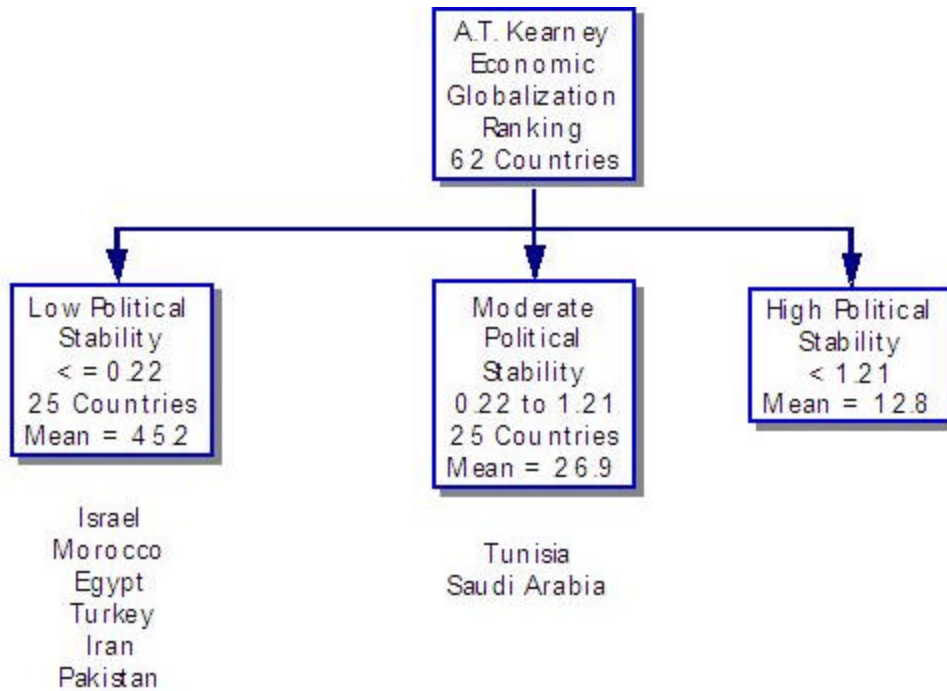 A.T. Kearney
Economic
Globalization
Ranking
62 Countries
Low Political
Stability
< = 0.22
25 Countries
Mean = 45.2
Moderate
Political
Stability
0.22 to 1.21
25 Countries
Mean = 26.9
High Political
Stability
< 1.21
Mean = 12.8
Israel
Morocco
Egypt
Turkey
Iran
Pakistan
Tunisia
Saudi Arabia